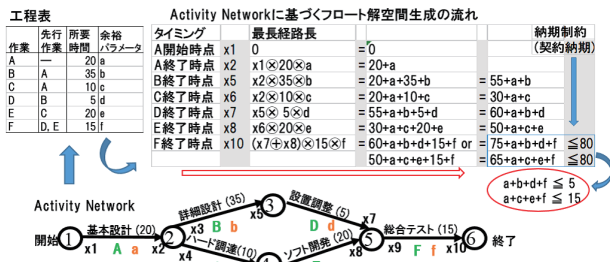 工程表
作業 先行作業 所要時間 余裕パラメータ
A — 20 a
B A 35 b
C A 10 c
D B 5 d
E C 20 e
F D, E 15 f
Activity Networkに基づくフロート解空間生成の流れ
タイミング 最長経路長 納期制約
(契約納期)
A開始時点 x1 0 =0
A終了時点 x2 x1⊗20⊗a =20+a
B終了時点 x5 x2⊗35⊗b =20+a+35+b =55+a+b
C終了時点 x6 x2⊗10⊗c =20+a+10+c =30+a+c
D終了時点 x7 x5⊗ 5⊗d =55+a+b+5+d =60+a+b+d
E終了時点 x8 x6⊗20⊗e =30+a+c+20+e =50+a+c+e
F終了時点 x10 (x7⊕x8)⊗15⊗f =60+a+b+d+15+f or =75+a+b+d+f ≦80
50+a+c+e+15+f =65+a+c+e+f ≦80
a+b+d+f ≦ 5
a+c+e+f ≦ 15
Activity Network
開始 1 基本設計 (20) 2 詳細設計 (35) 3 設置調整 (5) 5 総合テスト (15) 6 終了
x1 A a x2 x3 B b x5 D d x7 x9 F f x10
x4 ハード調達(10) ソフト開発 (20) x8